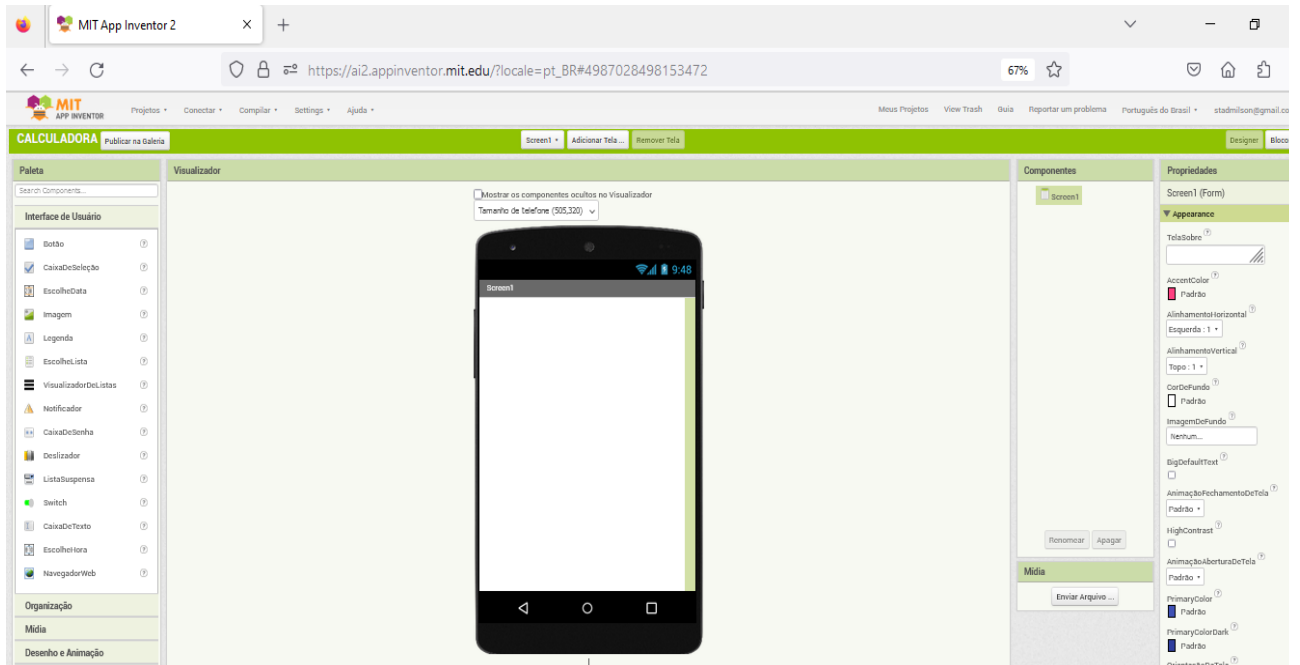 MIT App Inventor 2
https://ai2.appinventor.mit.edu/?locale=pt_BR#4987028498153472
67%
MIT
APP INVENTOR
Projetos
Conectar
Compilar
Settings
Ajuda
Meus Projetos
View Trash
Guia
Reportar um problema
Português do Brasil
stadmilson@gmail.co
CALCULADORA
Publicar na Galeria
Screen1
Adicionar Tela ...
Remover Tela
Designer
Bloco
Paleta
Search Components...
Interface de Usuário
Botão
CaixaDeSeleção
EscolheData
Imagem
Legenda
EscolheLista
VisualizadorDeListas
Notificador
CaixaDeSenha
Deslizador
ListaSuspensa
Switch
CaixaDeTexto
EscolheHora
NavegadorWeb
Organização
Mídia
Desenho e Animação
Visualizador
Mostrar os componentes ocultos no Visualizador
Tamanho de telefone (505,320)
9:48
Screen1
Componentes
Screen1
Renomear
Apagar
Mídia
Enviar Arquivo ...
Propriedades
Screen1 (Form)
Appearance
TelaSobre
AccentColor
Padrão
AlinhamentoHorizontal
Esquerda : 1
AlinhamentoVertical
Topo : 1
CorDeFundo
Padrão
ImagemDeFundo
Nenhum...
BigDefaultText
AnimaçãoFechamentoDeTela
Padrão
HighContrast
AnimaçãoAberturaDeTela
Padrão
PrimaryColor
Padrão
PrimaryColorDark
Padrão
OrientaçãoDaTela